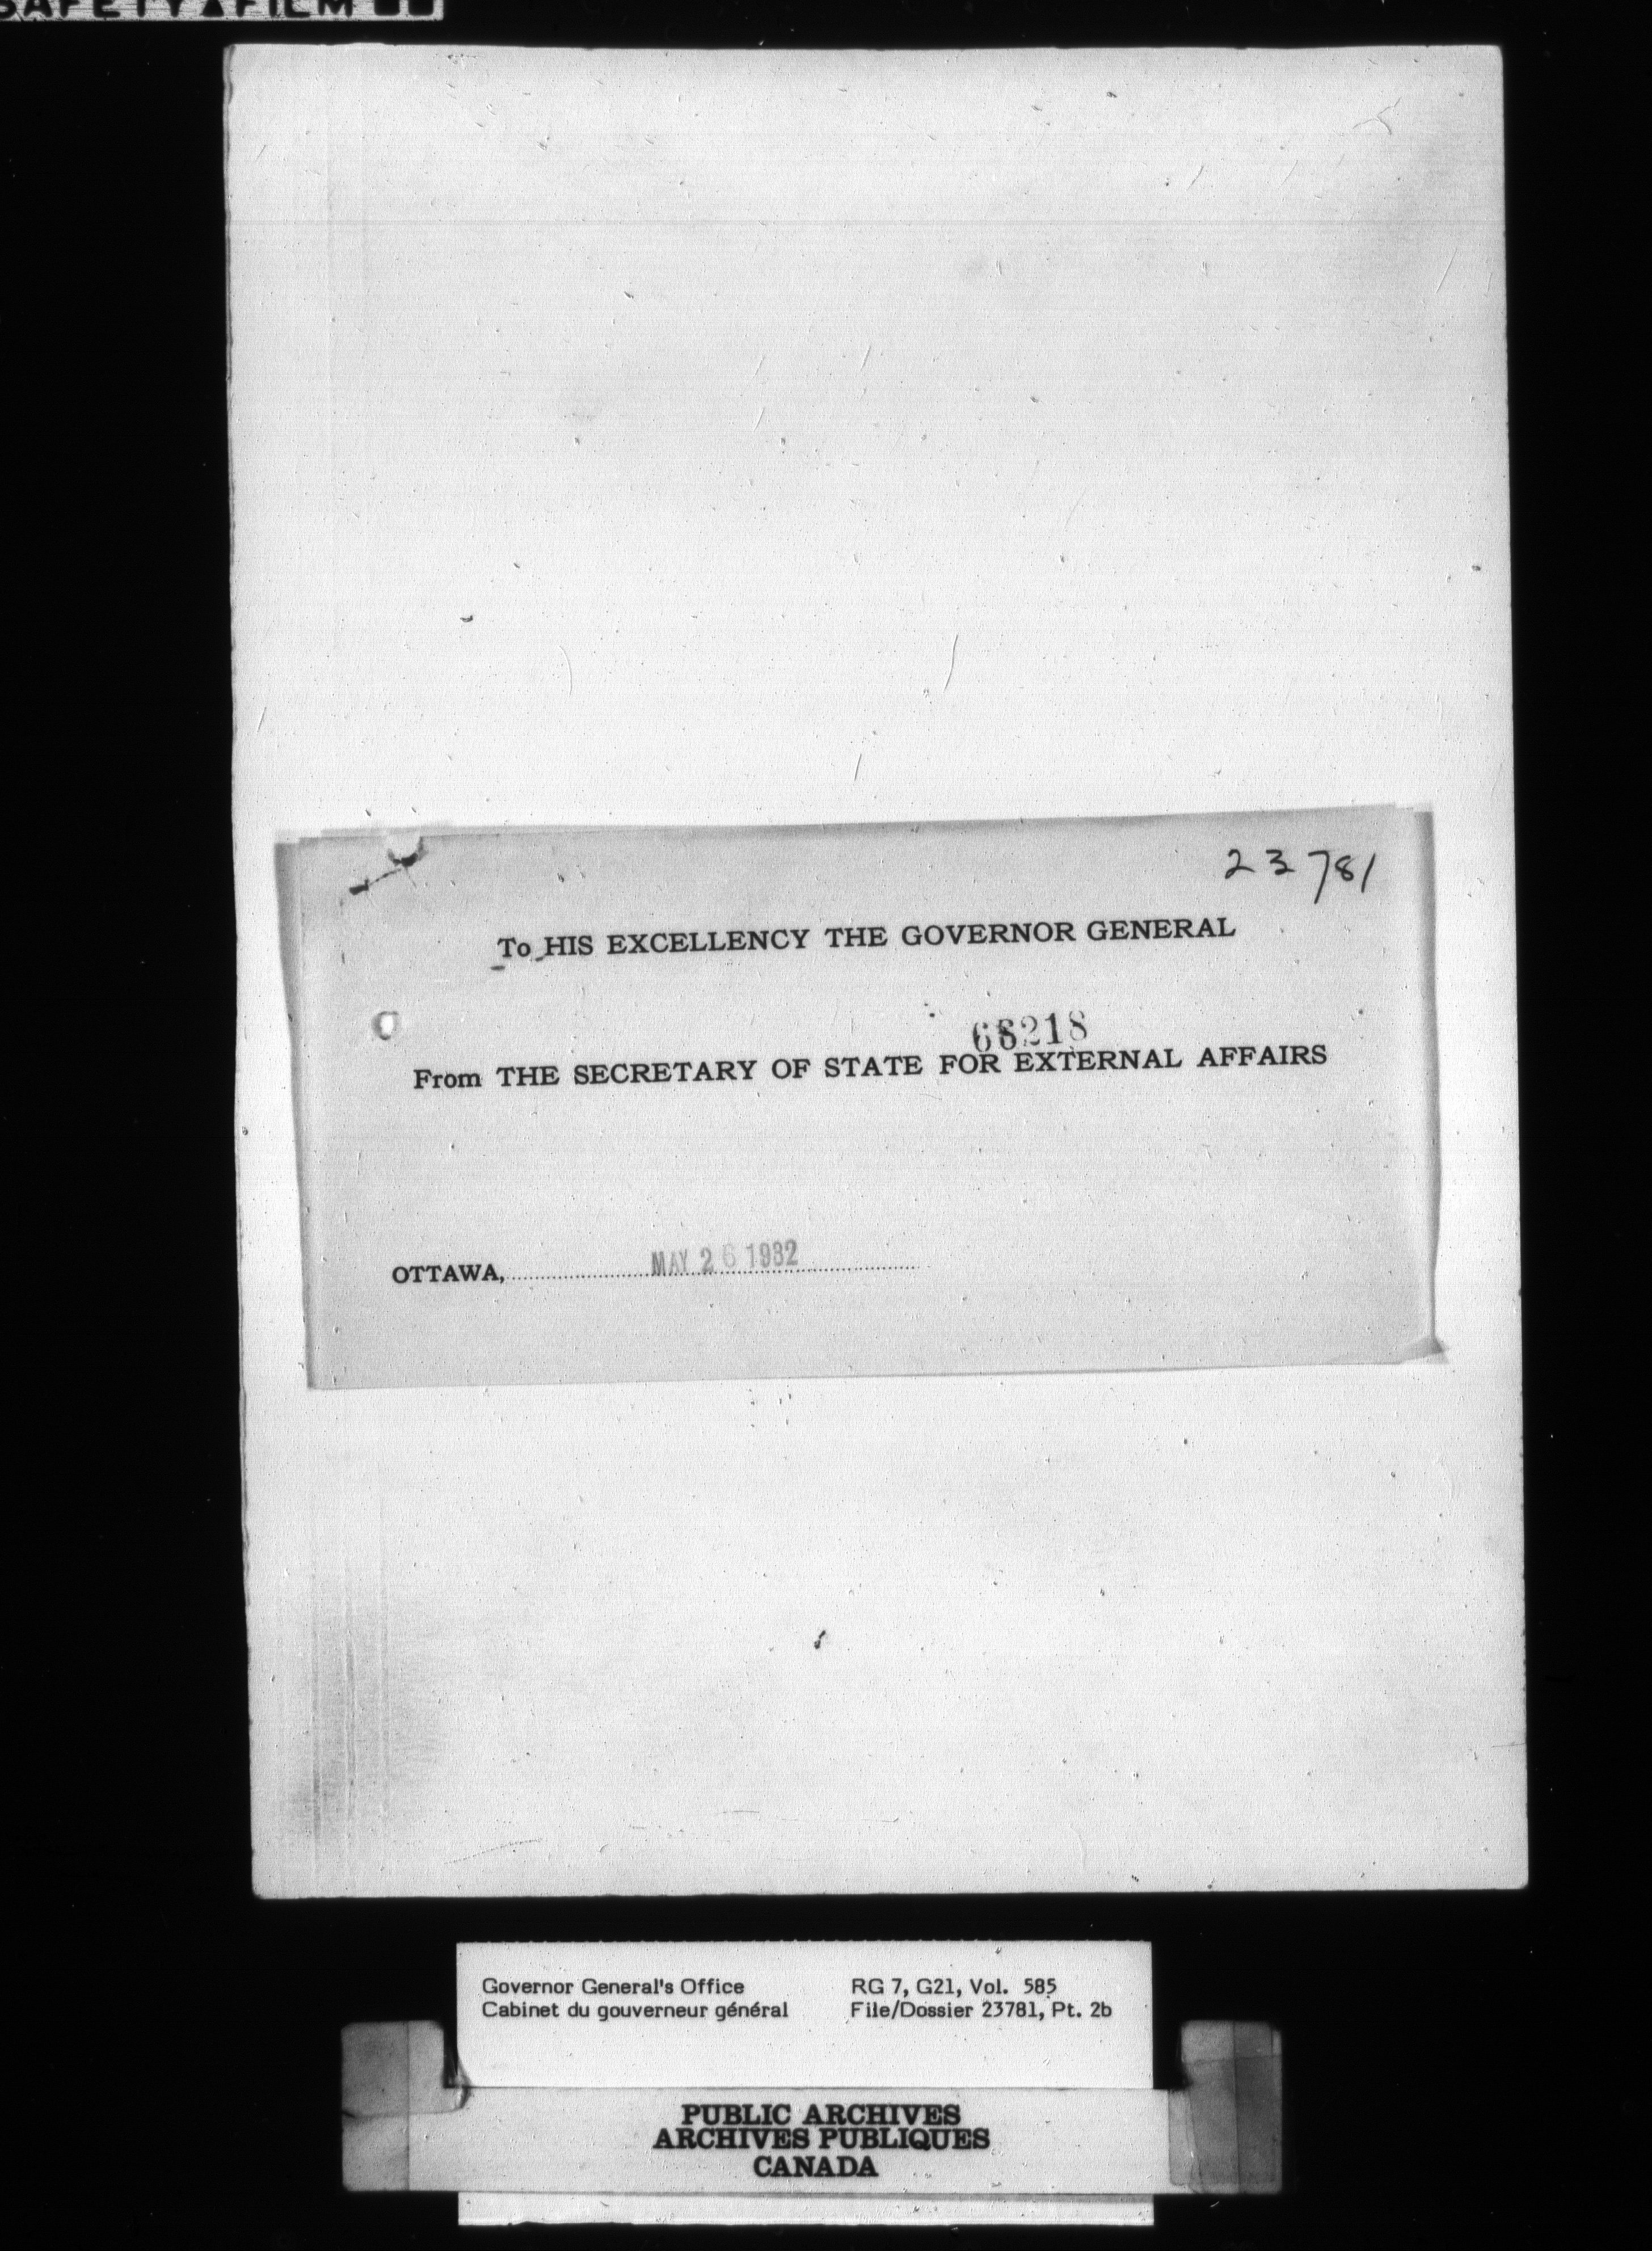 SAFETY▲FILM
23781
To HIS EXCELLENCY THE GOVERNOR GENERAL
66218
From THE SECRETARY OF STATE FOR EXTERNAL AFFAIRS
OTTAWA, MAY 26 1932
Governor General's Office
Cabinet du gouverneur général
RG 7, G21, Vol. 585
File/Dossier 23781, Pt. 2b
PUBLIC ARCHIVES
ARCHIVES PUBLIQUES
CANADA